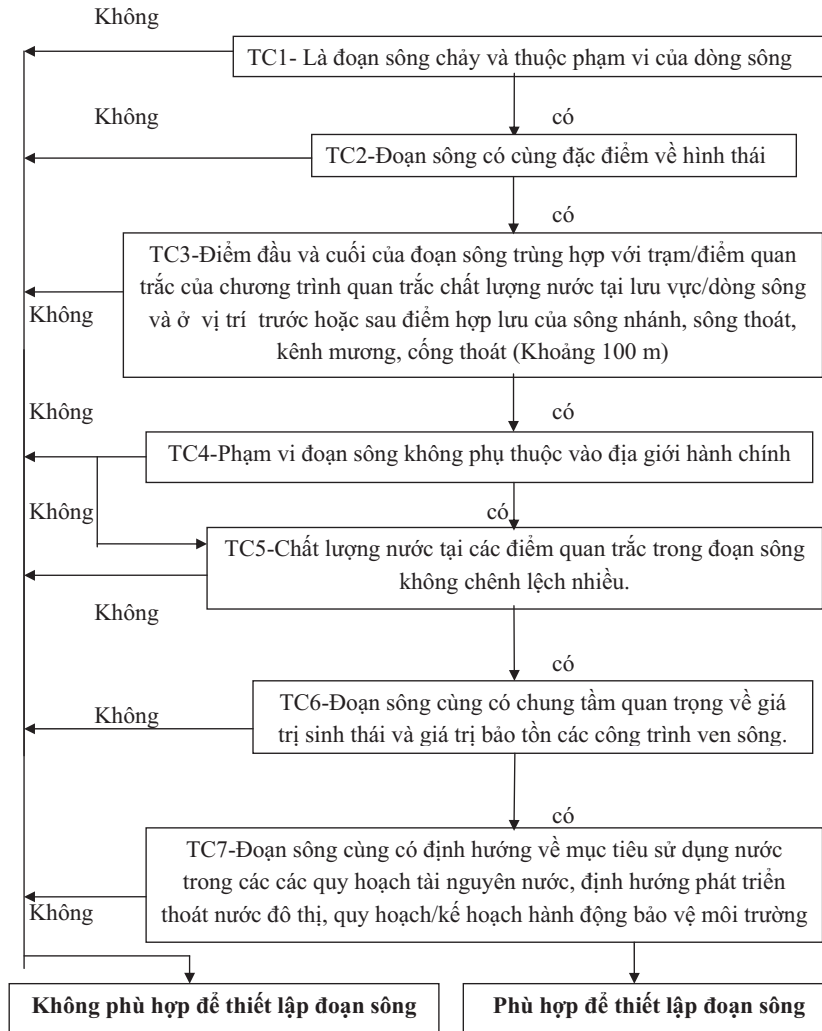 Không
TC1- Là đoạn sông chảy và thuộc phạm vi của dòng sông
Không
có
TC2-Đoạn sông có cùng đặc điểm về hình thái
có
TC3-Điểm đầu và cuối của đoạn sông trùng hợp với trạm/điểm quan
trắc của chương trình quan trắc chất lượng nước tại lưu vực/dòng sông
và ở vị trí trước hoặc sau điểm hợp lưu của sông nhánh, sông thoát,
kênh mương, cống thoát (Khoảng 100 m)
Không
Không
có
TC4-Phạm vi đoạn sông không phụ thuộc vào địa giới hành chính
Không
có
TC5-Chất lượng nước tại các điểm quan trắc trong đoạn sông
không chênh lệch nhiều.
Không
có
TC6-Đoạn sông cùng có chung tầm quan trọng về giá
trị sinh thái và giá trị bảo tồn các công trình ven sông.
Không
có
TC7-Đoạn sông cùng có định hướng về mục tiêu sử dụng nước
trong các các quy hoạch tài nguyên nước, định hướng phát triển
thoát nước đô thị, quy hoạch/kế hoạch hành động bảo vệ môi trường
Không
Không phù hợp để thiết lập đoạn sông
Phù hợp để thiết lập đoạn sông